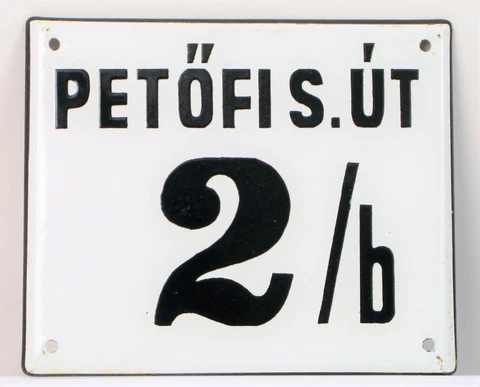 PETŐFI S. ÚT
2/b